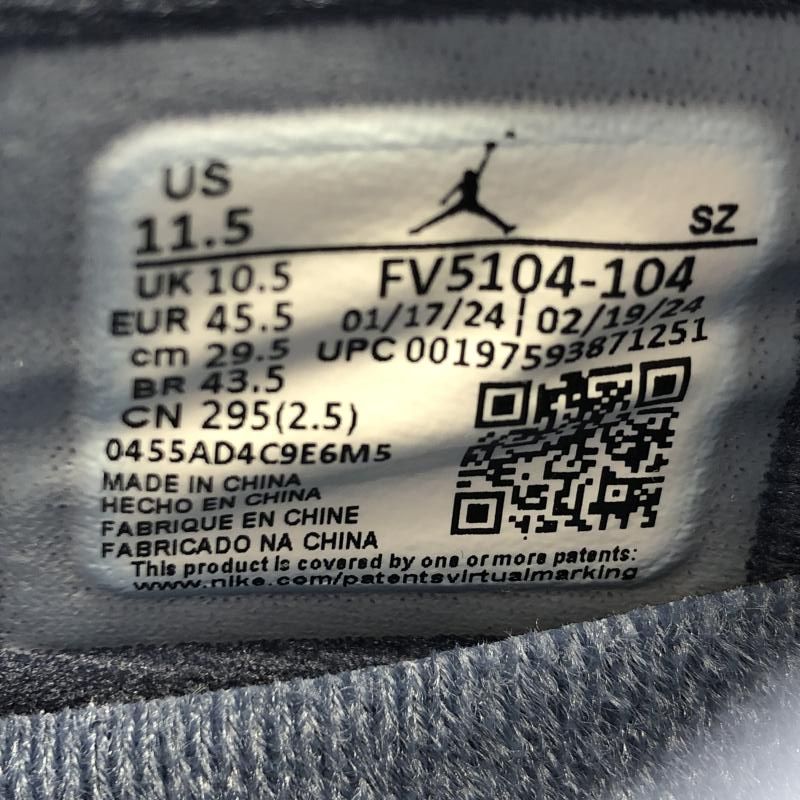 US
11.5
SZ
UK 10.5
FV5104-104
EUR 45.5
01/17/24 | 02/19/24
cm 29.5
UPC 00197593871251
BR 43.5
CN 295(2.5)
0455AD4C9E6M5
MADE IN CHINA
HECHO EN CHINA
FABRIQUE EN CHINE
FABRICADO NA CHINA
This product is covered by one or more patents:
www.nike.com/patentsvirtualmarking